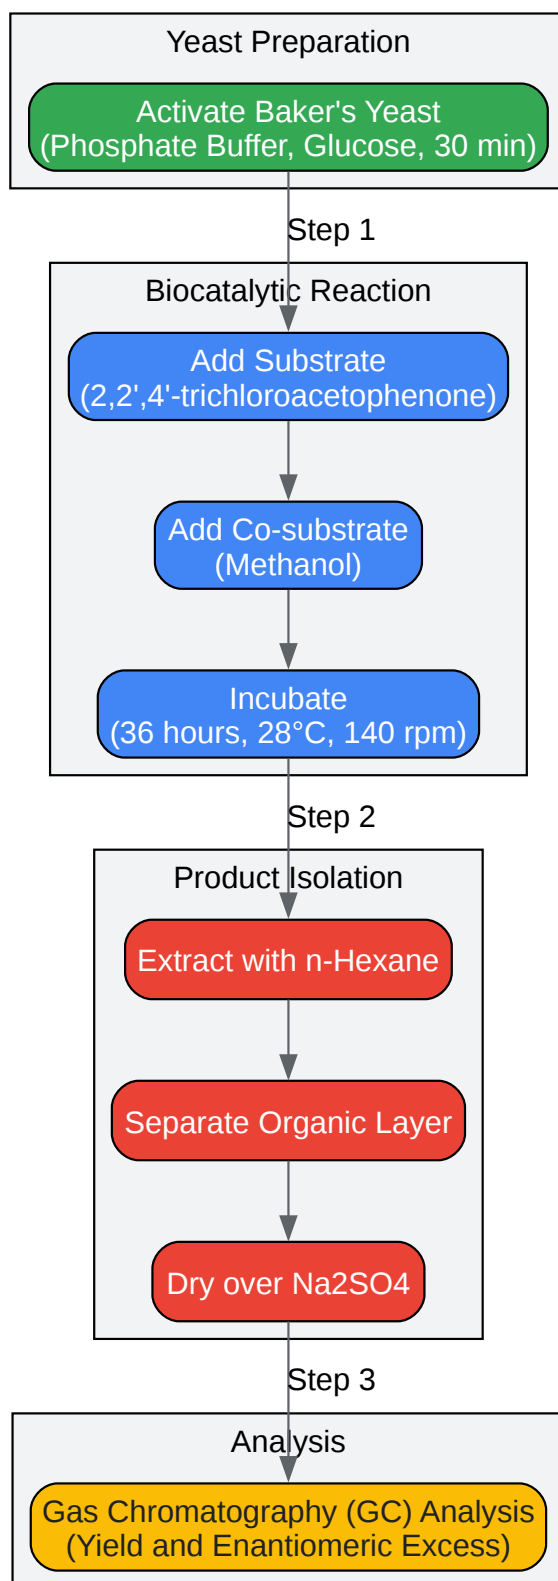 Yeast Preparation
Activate Baker's Yeast
(Phosphate Buffer, Glucose, 30 min)
Step 1
Biocatalytic Reaction
Add Substrate
(2,2',4'-trichloroacetophenone)
Add Co-substrate
(Methanol)
Incubate
(36 hours, 28°C, 140 rpm)
Step 2
Product Isolation
Extract with n-Hexane
Separate Organic Layer
Dry over Na2SO4
Step 3
Analysis
Gas Chromatography (GC) Analysis
(Yield and Enantiomeric Excess)